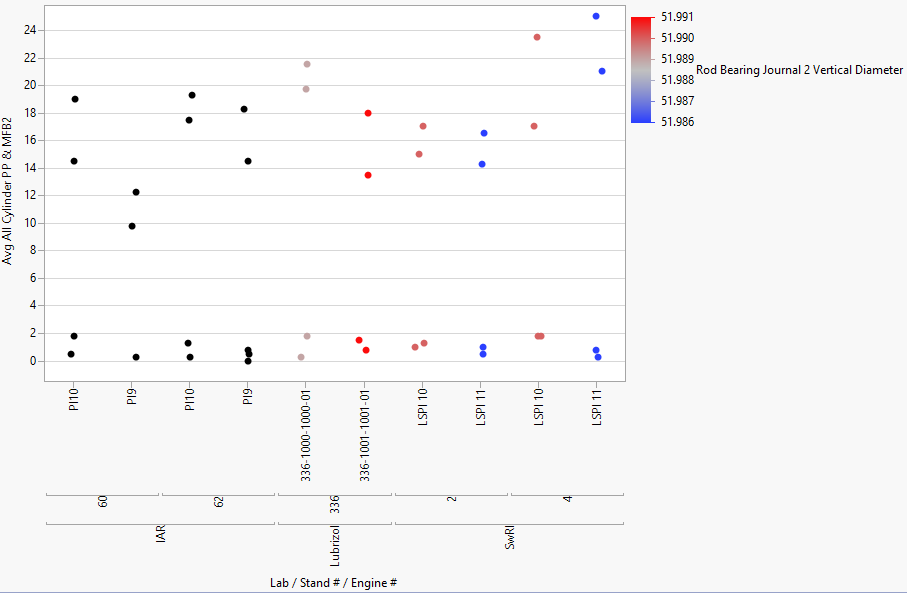 Avg All Cylinder PP & MFB2
24
22
20
18
16
14
12
10
8
6
4
2
0
PI10
PI9
PI10
PI9
336-1000-1000-01
336-1001-1001-01
LSPI 10
LSPI 11
LSPI 10
LSPI 11
60
62
336
2
4
IAR
Lubrizol
SwRI
Lab / Stand # / Engine #
51.991
51.990
51.989
51.988
51.987
51.986
Rod Bearing Journal 2 Vertical Diameter